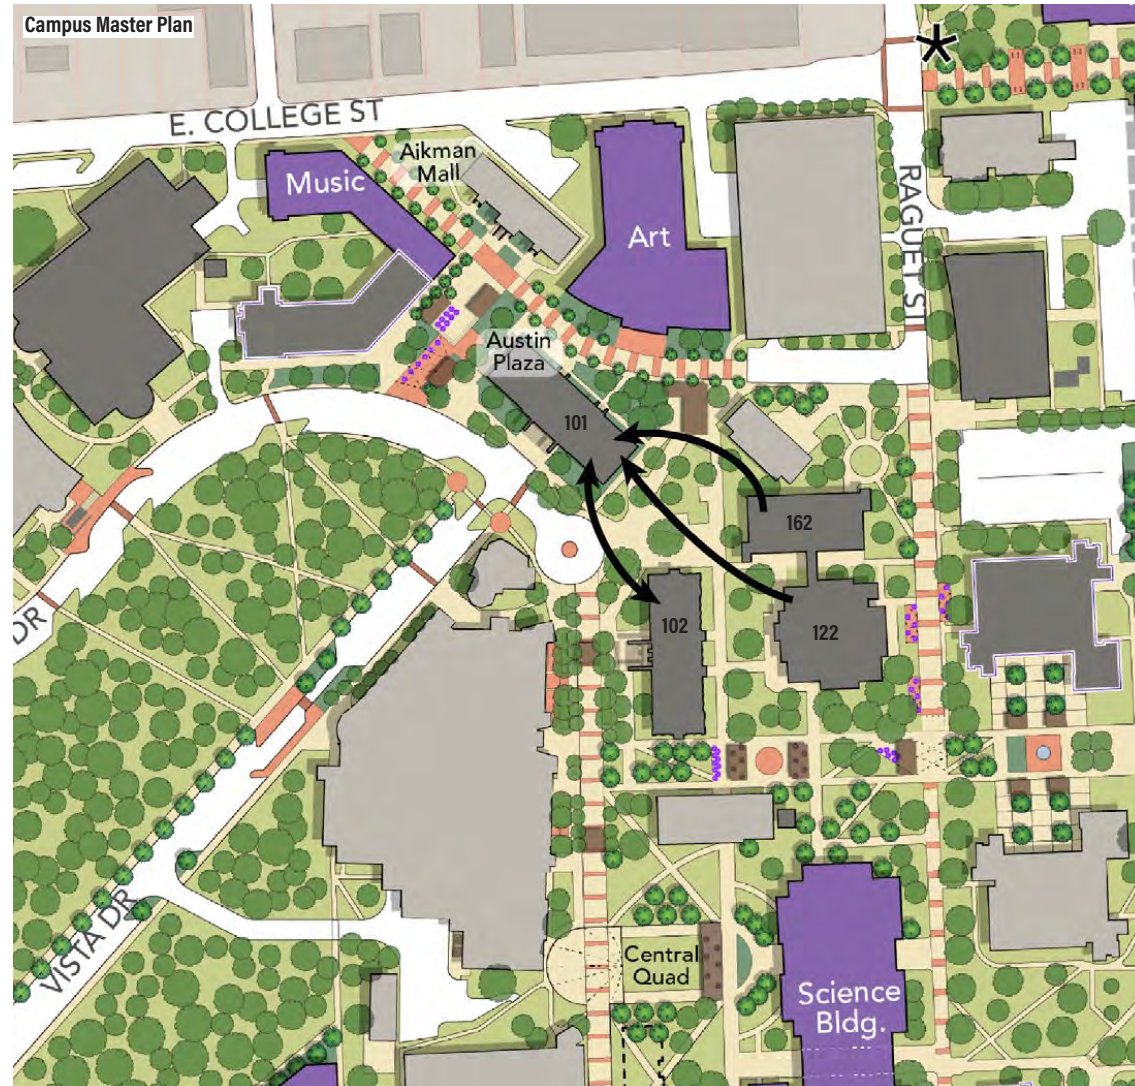 Campus Master Plan
E. COLLEGE ST
Aikman
Mall
Music
Art
RAGUET ST
Austin
Plaza
101
162
102
122
DR
VISTA DR
Central
Quad
Science
Bldg.